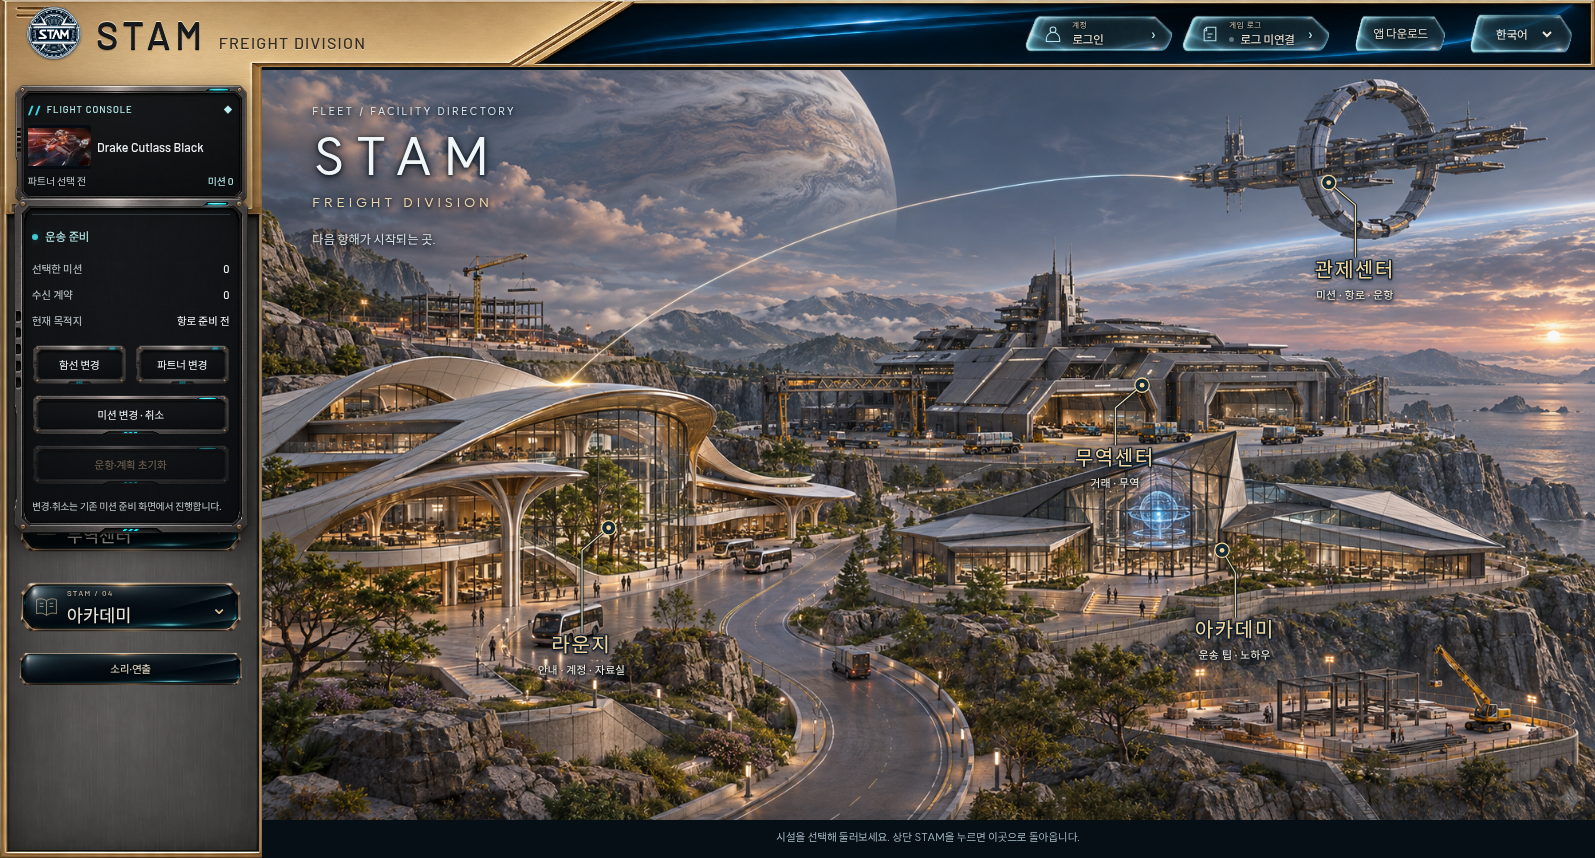 STAM
STAM FREIGHT DIVISION
계정
로그인
게임 로그
로그 미연결
앱 다운로드
한국어
// FLIGHT CONSOLE
Drake Cutlass Black
파트너 선택 전 미션 0
운송 준비
선택한 미션 0
수신 계약 0
현재 목적지 항로 준비 전
함선 변경 파트너 변경
미션 변경 · 취소
운항·계획 초기화
변경·취소는 기존 미션 준비 화면에서 진행합니다.
무역센터
STAM / 04
아카데미
소리·연출
FLEET / FACILITY DIRECTORY
STAM
FREIGHT DIVISION
다음 항해가 시작되는 곳.
관제센터
미션 · 항로 · 운항
무역센터
거래 · 무역
라운지
안내 · 계정 · 자료실
아카데미
운송 팁 · 노하우
시설을 선택해 둘러보세요. 상단 STAM을 누르면 이곳으로 돌아옵니다.